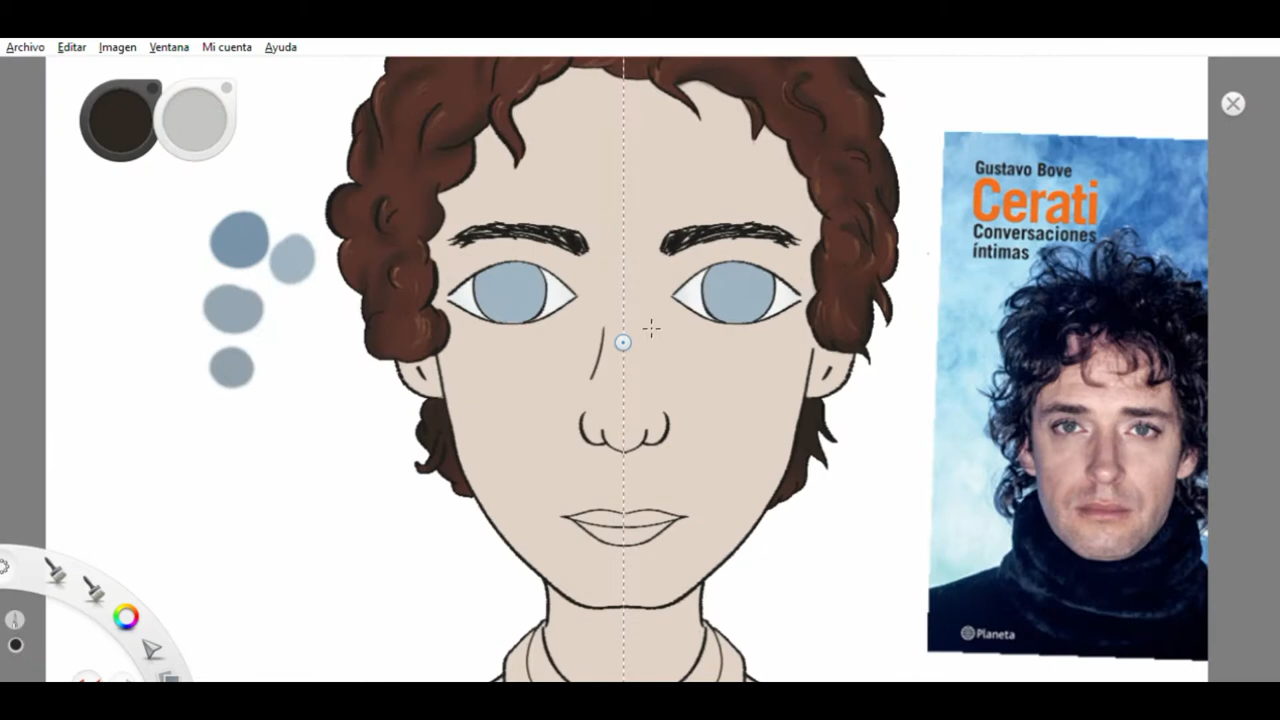 Archivo Editar Imagen Ventana Mi cuenta Ayuda
Gustavo Bove
Cerati
Conversaciones
íntimas
Planeta